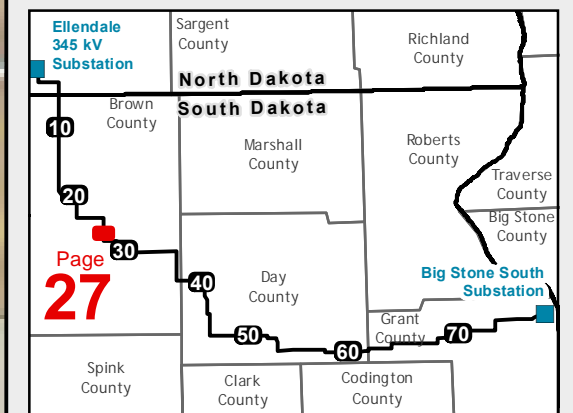 Ellendale
345 kV
Substation
Sargent
County
Richland
County
North Dakota
South Dakota
Brown
County
10
Marshall
County
Roberts
County
Traverse
County
20
Big Stone
County
30
Page
27
40
Day
County
Big Stone South
Substation
Grant
County
50
60
70
Spink
County
Clark
County
Codington
County